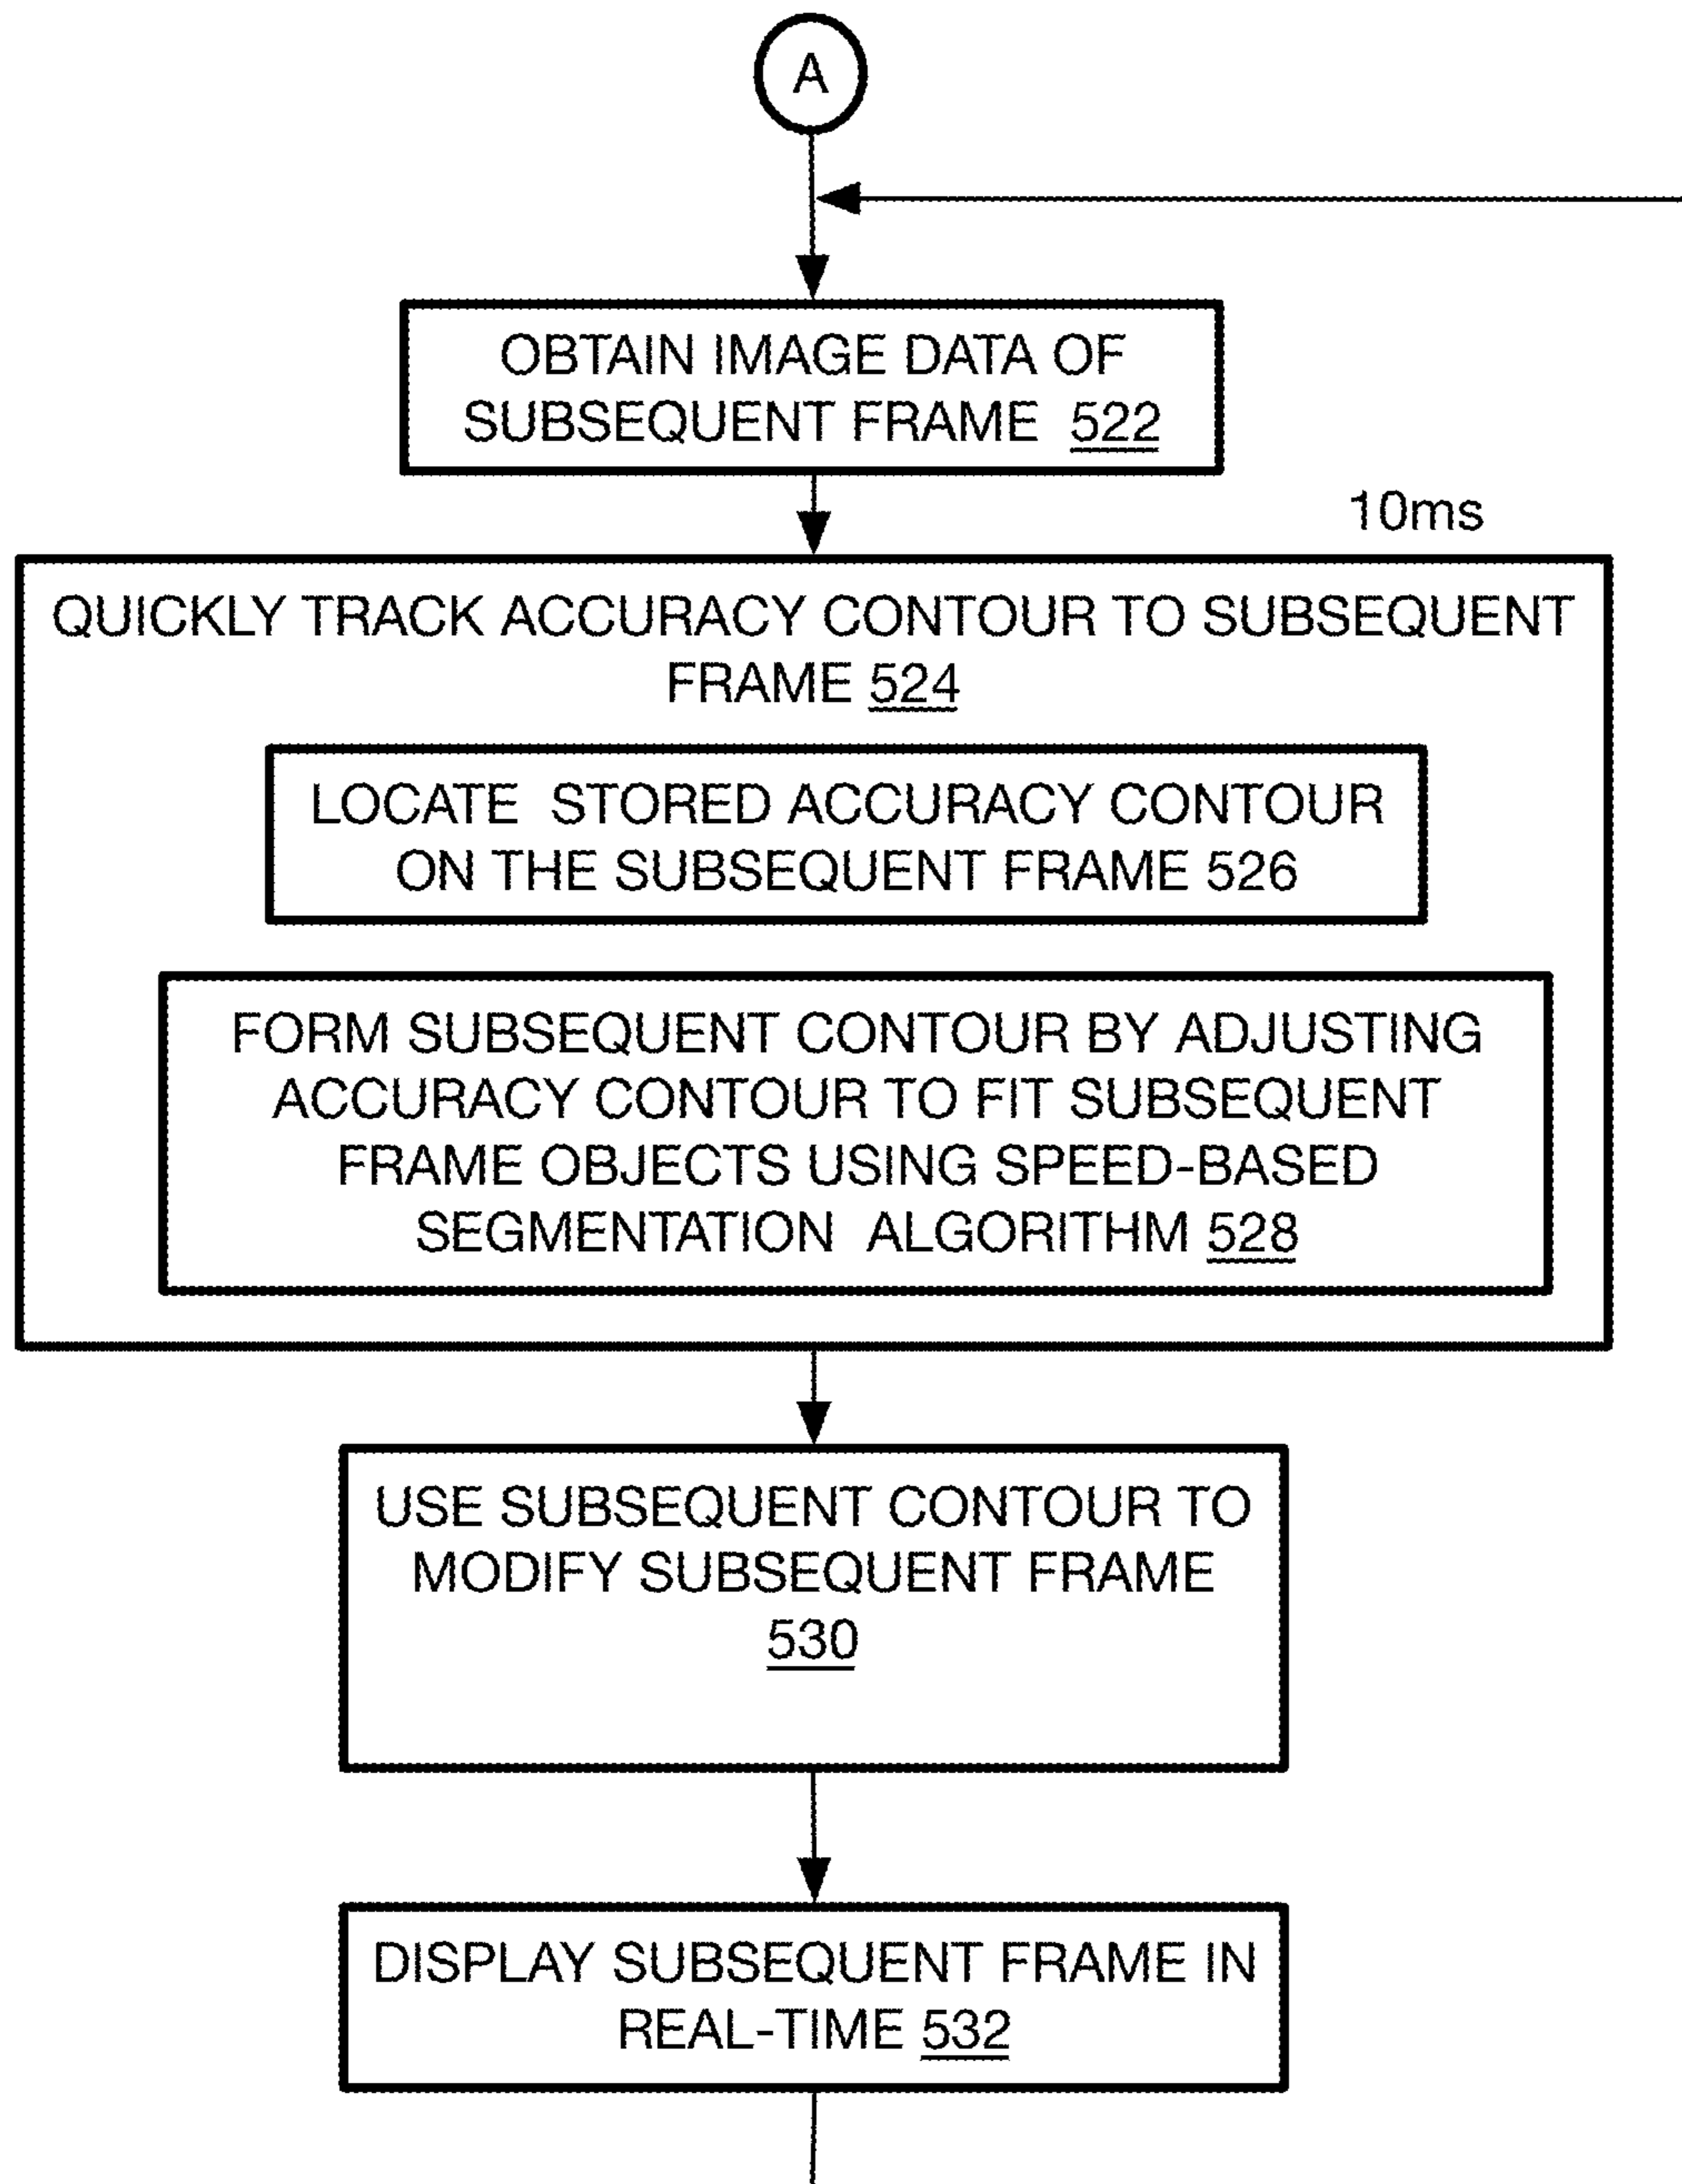 A
OBTAIN IMAGE DATA OF
SUBSEQUENT FRAME 522
10ms
QUICKLY TRACK ACCURACY CONTOUR TO SUBSEQUENT
FRAME 524
LOCATE STORED ACCURACY CONTOUR
ON THE SUBSEQUENT FRAME 526
FORM SUBSEQUENT CONTOUR BY ADJUSTING
ACCURACY CONTOUR TO FIT SUBSEQUENT
FRAME OBJECTS USING SPEED-BASED
SEGMENTATION ALGORITHM 528
USE SUBSEQUENT CONTOUR TO
MODIFY SUBSEQUENT FRAME
530
DISPLAY SUBSEQUENT FRAME IN
REAL-TIME 532